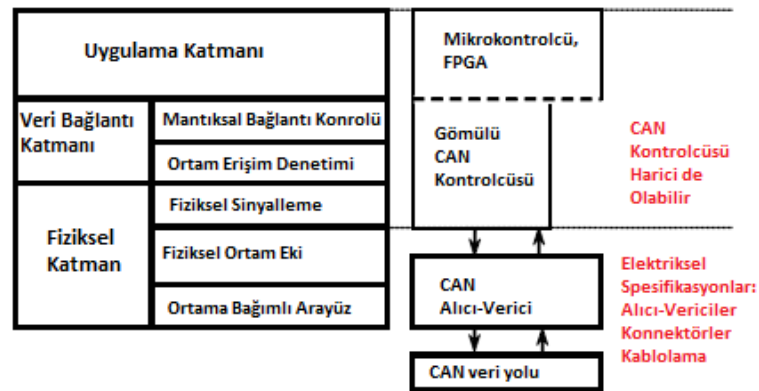 Uygulama Katmanı
Veri Bağlantı
Katmanı
Mantıksal Bağlantı Konrolü
Ortam Erişim Denetimi
Fiziksel
Katman
Fiziksel Sinyalleme
Fiziksel Ortam Eki
Ortama Bağımlı Arayüz
Mikrokontrolcü,
FPGA
Gömülü
CAN
Kontrolcüsü
CAN
Alıcı-Verici
CAN veri yolu
CAN
Kontrolcüsü
Harici de
Olabilir
Elektriksel
Spesifikasyonlar:
Alıcı-Vericiler
Konnektörler
Kablolama